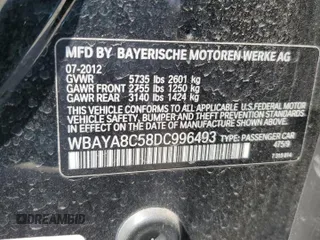 MFD BY BAYERISCHE MOTOREN WERKE AG
07-2012
GVWR 5735 lbs 2601 kg
GAWR FRONT 2755 lbs 1250 kg
GAWR REAR 3140 lbs 1424 kg
THIS VEHICLE CONFORMS TO ALL APPLICABLE
VEHICLE SAFETY, BUMPER, AND THEFT PREVENTION
STANDARDS IN EFFECT ON THE DATE OF
MANUFACTURE SHOWN ABOVE.
WBAYA8C58DC996493 TYPE: PASSENGER CAR
475/9
DREAMBID